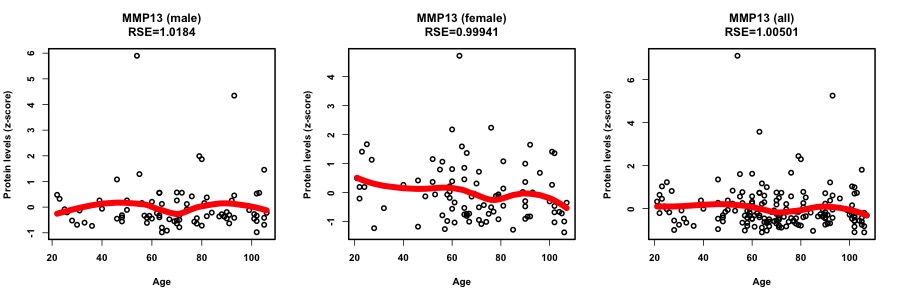 MMP13 (male)
RSE=1.0184
Protein levels (z-score)
6
5
4
3
2
1
0
-1
20 40 60 80 100
Age
MMP13 (female)
RSE=0.99941
Protein levels (z-score)
4
3
2
1
0
-1
20 40 60 80 100
Age
MMP13 (all)
RSE=1.00501
Protein levels (z-score)
6
4
2
0
20 40 60 80 100
Age